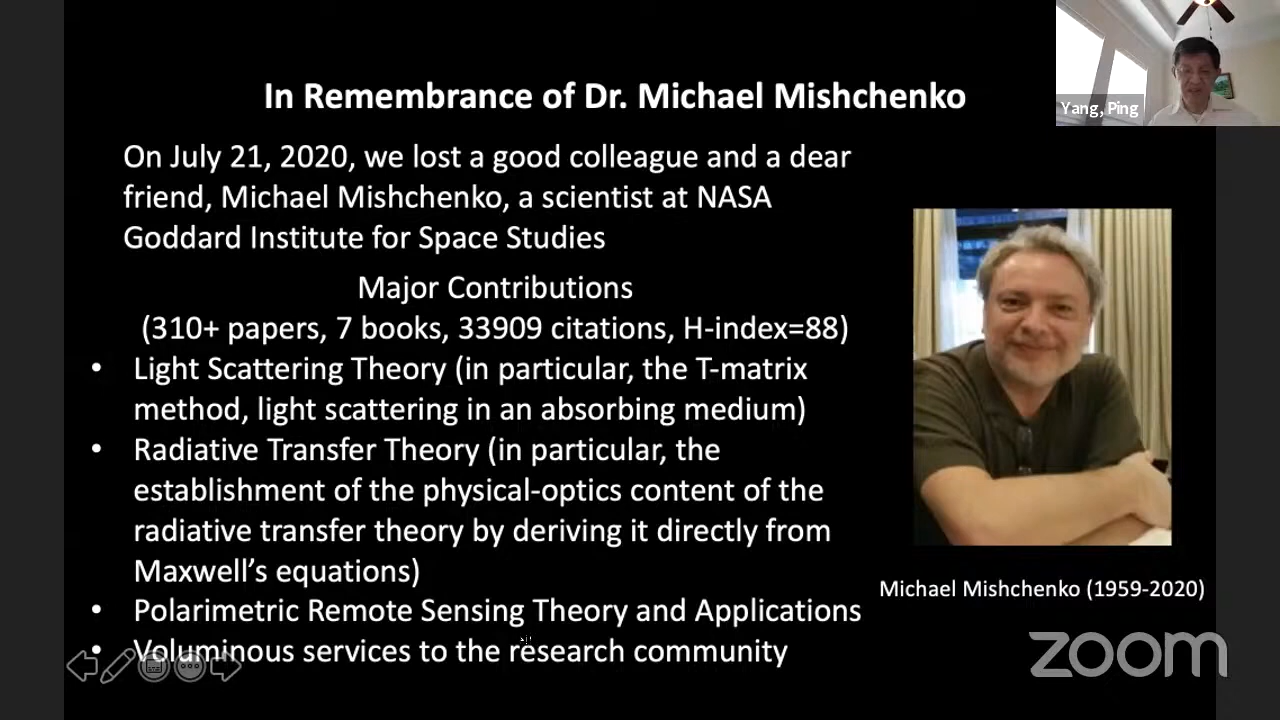 In Remembrance of Dr. Michael Mishchenko
Yang, Ping
On July 21, 2020, we lost a good colleague and a dear
friend, Michael Mishchenko, a scientist at NASA
Goddard Institute for Space Studies
Major Contributions
(310+ papers, 7 books, 33909 citations, H-index=88)
• Light Scattering Theory (in particular, the T-matrix
method, light scattering in an absorbing medium)
• Radiative Transfer Theory (in particular, the
establishment of the physical-optics content of the
radiative transfer theory by deriving it directly from
Maxwell’s equations)
• Polarimetric Remote Sensing Theory and Applications
• Voluminous services to the research community
Michael Mishchenko (1959-2020)
zoom